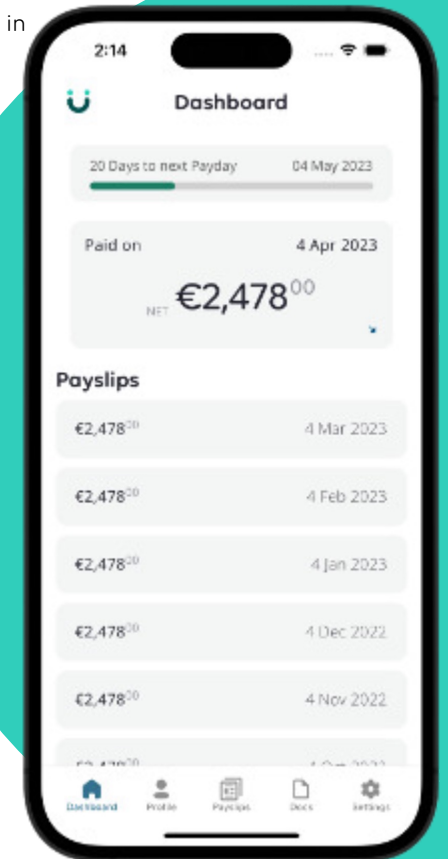 in
2:14
Dashboard
20 Days to next Payday 04 May 2023
Paid on 4 Apr 2023
NET €2,478⁰⁰
Payslips
€2,478⁰⁰ 4 Mar 2023
€2,478⁰⁰ 4 Feb 2023
€2,478⁰⁰ 4 Jan 2023
€2,478⁰⁰ 4 Dec 2022
€2,478⁰⁰ 4 Nov 2022
Dashboard Profile Payslips Docs Settings